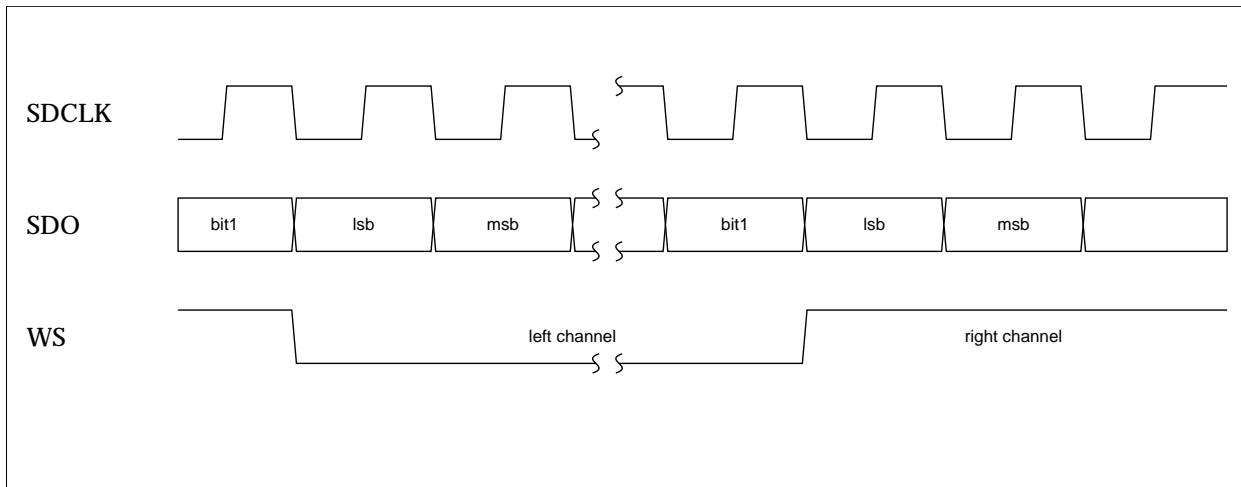 SDCLK
SDO
bit1 lsb msb bit1 lsb msb
WS
left channel right channel